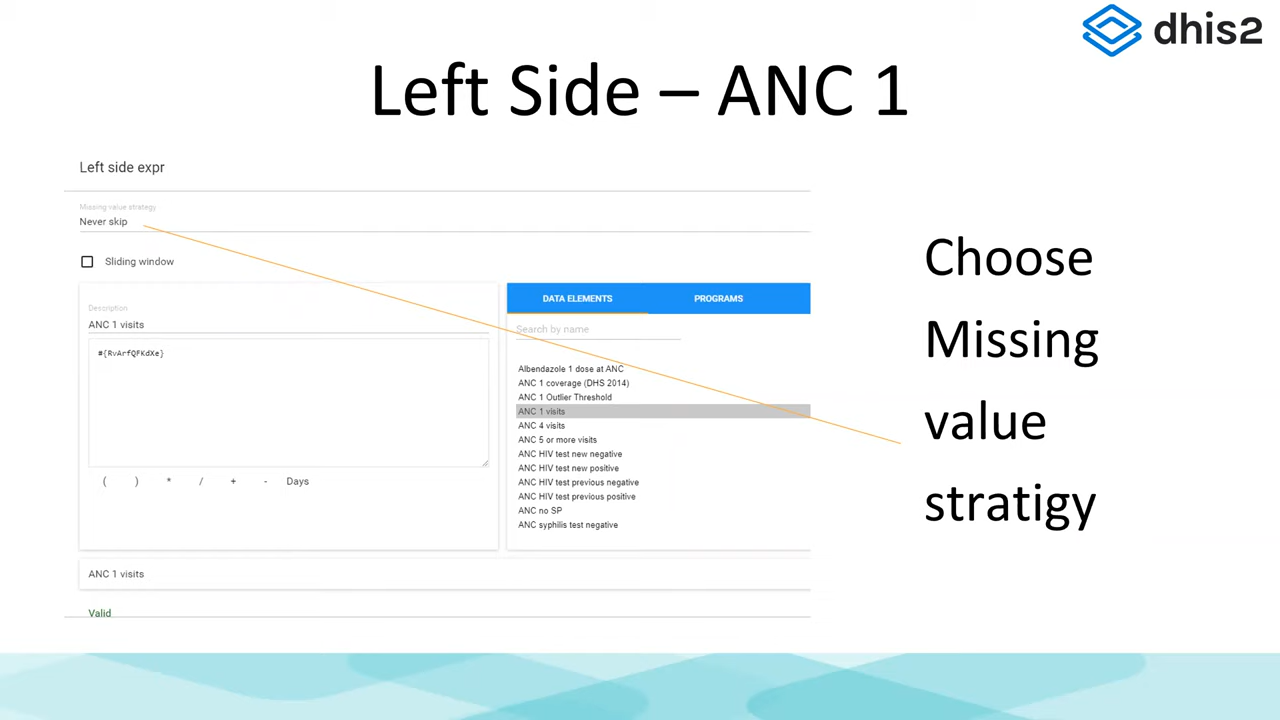 dhis2
Left Side – ANC 1
Left side expr
Missing value strategy
Never skip
Sliding window
Description
ANC 1 visits
#{RvArfQFKdXe}
( ) * / + - Days
DATA ELEMENTS PROGRAMS
Search by name
Albendazole 1 dose at ANC
ANC 1 coverage (DHS 2014)
ANC 1 Outlier Threshold
ANC 1 visits
ANC 4 visits
ANC 5 or more visits
ANC HIV test new negative
ANC HIV test new positive
ANC HIV test previous negative
ANC HIV test previous positive
ANC no SP
ANC syphilis test negative
ANC 1 visits
Valid
Choose
Missing
value
stratigy